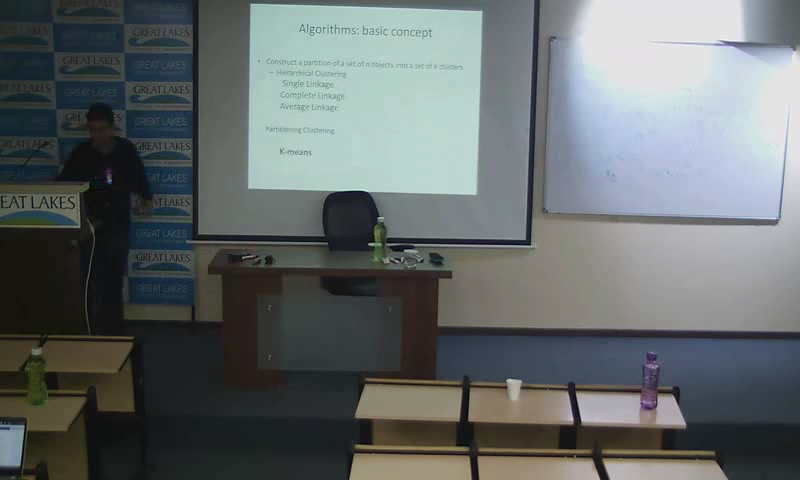 Algorithms: basic concept
• Construct a partition of a set of n objects into a set of k clusters
– Hierarchical Clustering
Single Linkage
Complete Linkage
Average Linkage
Partitioning Clustering
K-means
GREAT LAKES
GREAT LAKES
GREAT LAKES
GREAT LAKES
GREAT LAKES
GREAT LAKES
EAT LAKES
GREAT LAKES
GREAT LAKES
GREAT LAKES